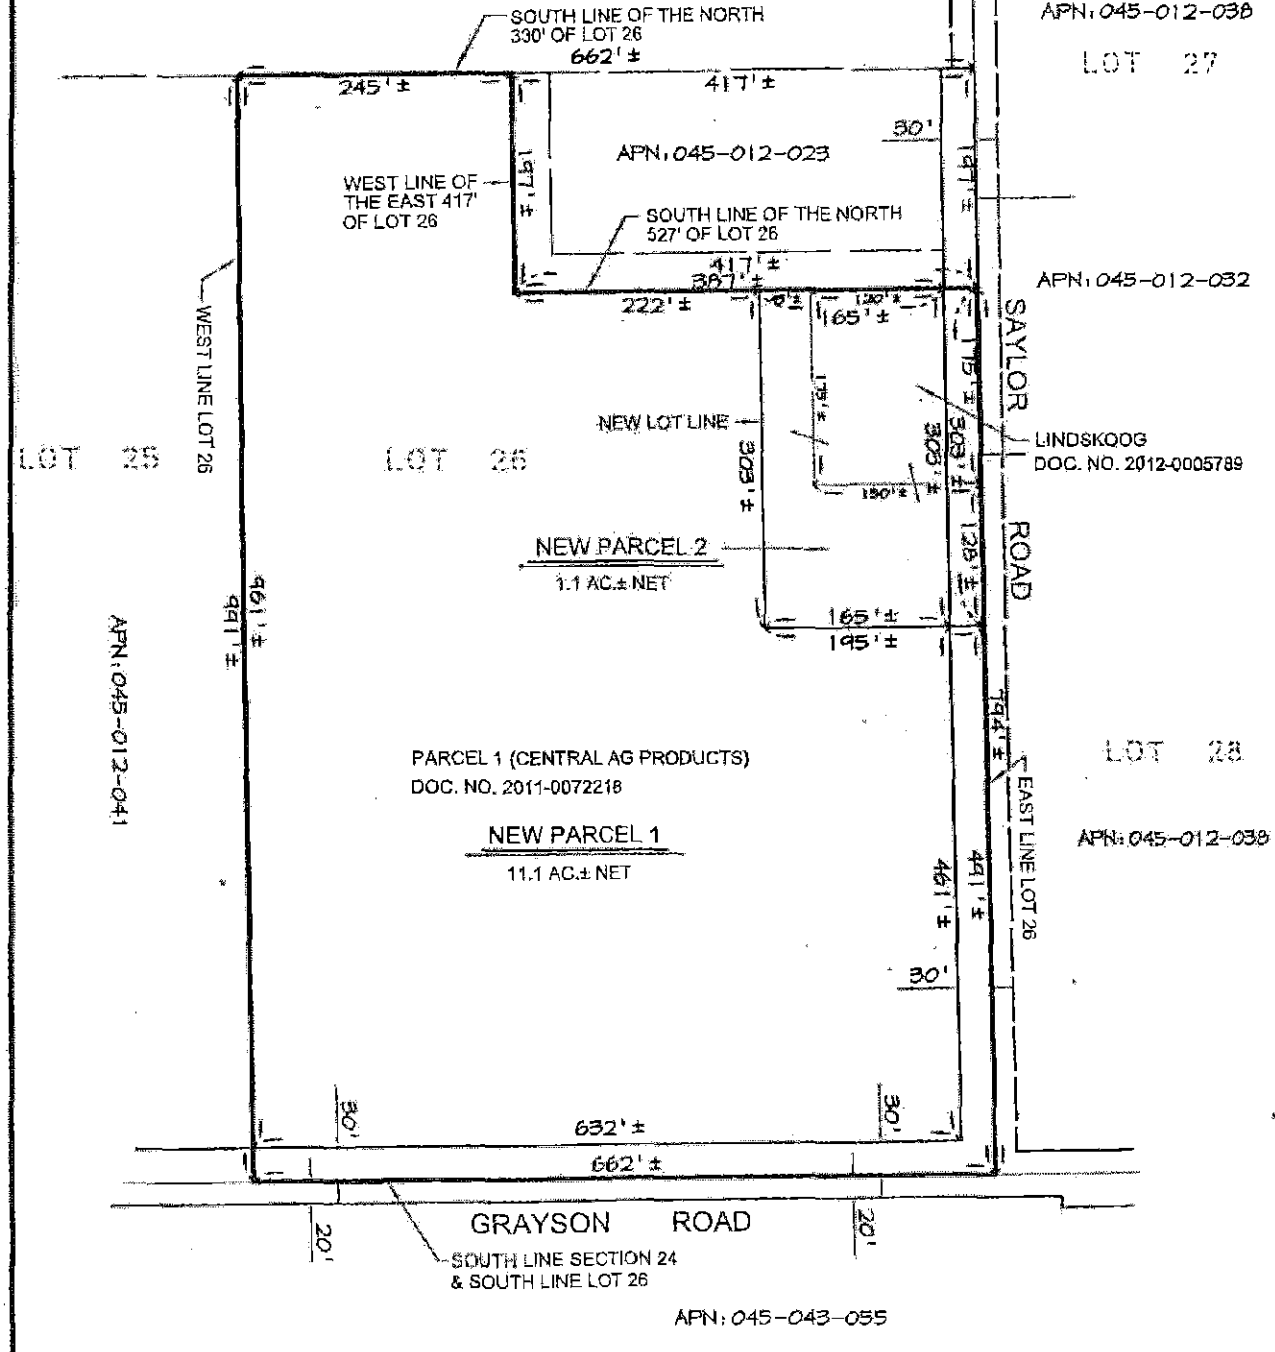 SOUTH LINE OF THE NORTH
330' OF LOT 26
662'±
APN: 045-012-038
LOT 27
245'±
417'±
30'
APN: 045-012-023
197'±
197'±
WEST LINE OF
THE EAST 417'
OF LOT 26
SOUTH LINE OF THE NORTH
527' OF LOT 26
417'±
387'±
APN: 045-012-032
222'±
120'±
165'±
SAYLOR ROAD
WEST LINE LOT 26
175'±
175'±
NEW LOT LINE
303'±
303'±
303'±
LINDSKOOG
DOC. NO. 2012-0005789
LOT 25
LOT 26
150'±
NEW PARCEL 2
1.1 AC.± NET
128'±
165'±
195'±
961'±
991'±
APN: 045-012-041
794'±
PARCEL 1 (CENTRAL AG PRODUCTS)
DOC. NO. 2011-0072218
LOT 28
EAST LINE LOT 26
NEW PARCEL 1
11.1 AC.± NET
APN: 045-012-038
461'±
491'±
30'
30'
30'
632'±
662'±
GRAYSON ROAD
20'
20'
SOUTH LINE SECTION 24
& SOUTH LINE LOT 26
APN: 045-043-055